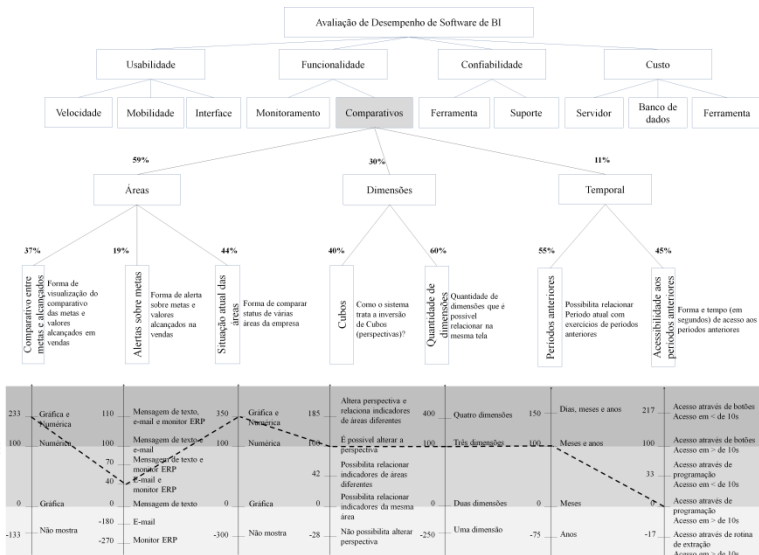 Avaliação de Desempenho de Software de BI
Usabilidade
Funcionalidade
Confiabilidade
Custo
Velocidade
Mobilidade
Interface
Monitoramento
Comparativos
Ferramenta
Suporte
Servidor
Banco de
dados
Ferramenta
59%
30%
11%
Áreas
Dimensões
Temporal
37%
19%
44%
40%
60%
55%
45%
Comparativo entre
metas e alcançados
Forma de
visualização do
comparativo
das metas e
valores
alcançados em
vendas
Alertas sobre metas
Forma de alerta
sobre metas e
valores
alcançados na
vendas
Situação atual das
áreas
Forma de comparar
status de várias
áreas da empresa
Cubos
Como o sistema
trata a inversão
de Cubos
(perspectivas)?
Quantidade de
dimensões
Quantidade de
dimensões que é
possível
relacionar na
mesma tela
Periodos anteriores
Possibilita relacionar
Periodo atual com
exercicios de periodos
anteriores
Acessibilidade aos
periodos anteriores
Forma e tempo (em
segundos) de acesso aos
periodos anteriores
233
Gráfica e
Numérica
100
Numérica
0
Gráfica
-133
Não mostra
110
Mensagem de texto,
e-mail e monitor ERP
100
Mensagem de texto e
e-mail
70
Mensagem de texto e
monitor ERP
40
E-mail e
monitor ERP
0
Mensagem de texto
-180
E-mail
-270
Monitor ERP
350
Gráfica e
Numérica
100
Numérica
0
Gráfica
-300
Não mostra
185
Altera perspectiva e
relaciona indicadores
de áreas diferentes
100
É possível alterar a
perspectiva
42
Possibilita relacionar
indicadores de áreas
diferentes
0
Possibilita relacionar
indicadores da mesma
área
-28
Não possibilita alterar
perspectiva
400
Quatro dimensões
100
Três dimensões
0
Duas dimensões
-250
Uma dimensão
150
Dias, meses e anos
100
Meses e anos
0
Meses
-75
Anos
217
Acesso através de botões
Acesso em < de 10s
100
Acesso através de botões
Acesso em > de 10s
33
Acesso através de
programação
Acesso em < de 10s
0
Acesso através de
programação
Acesso em > de 10s
-17
Acesso através de rotina
de extração
Acesso em > de 10s